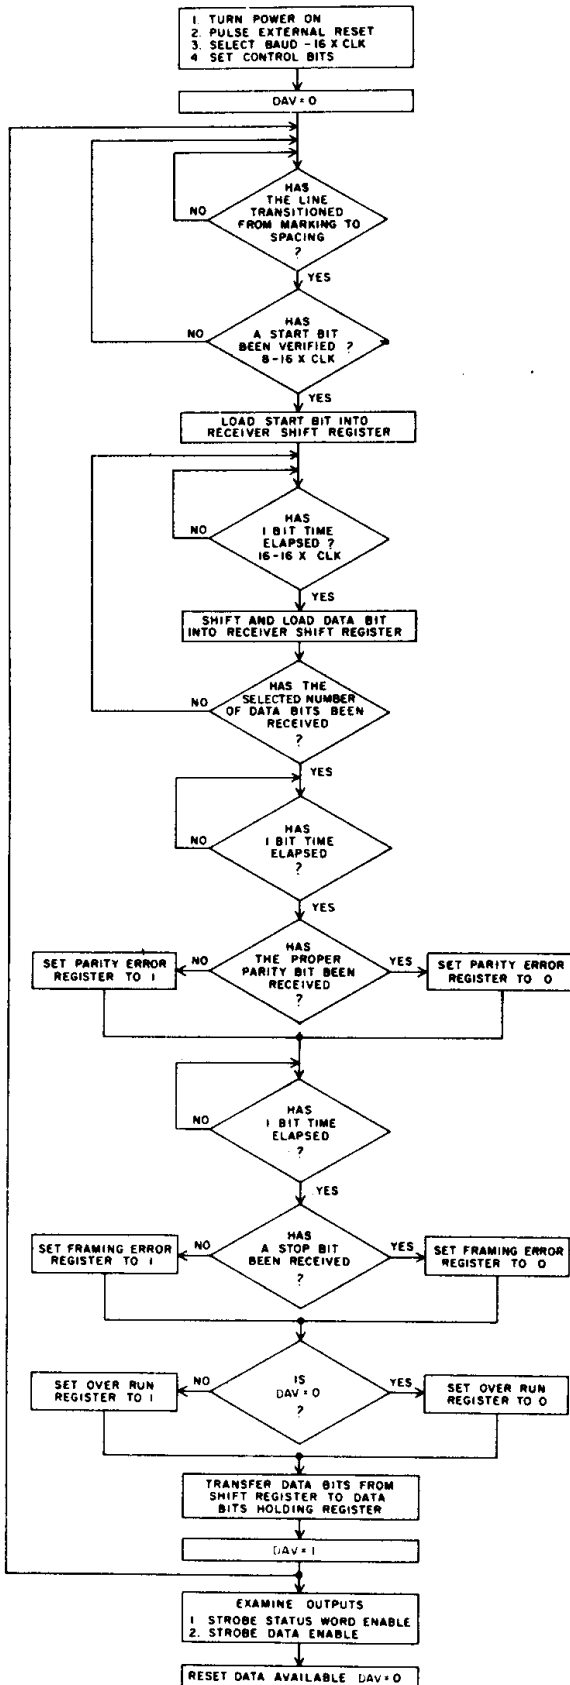 1. TURN POWER ON
2. PULSE EXTERNAL RESET
3. SELECT BAUD - 16 X CLK
4 SET CONTROL BITS
DAV = 0
HAS
THE LINE
TRANSITIONED
FROM MARKING TO
SPACING
?
NO
YES
HAS
A START BIT
BEEN VERIFIED ?
8-16 X CLK
NO
YES
LOAD START BIT INTO
RECEIVER SHIFT REGISTER
HAS
1 BIT TIME
ELAPSED ?
16-16 X CLK
NO
YES
SHIFT AND LOAD DATA BIT
INTO RECEIVER SHIFT REGISTER
HAS THE
SELECTED NUMBER
OF DATA BITS BEEN
RECEIVED
?
NO
YES
HAS
1 BIT TIME
ELAPSED
?
NO
YES
HAS
THE PROPER
PARITY BIT BEEN
RECEIVED
?
NO
YES
SET PARITY ERROR
REGISTER TO 1
SET PARITY ERROR
REGISTER TO 0
HAS
1 BIT TIME
ELAPSED
?
NO
YES
HAS
A STOP BIT
BEEN RECEIVED
?
NO
YES
SET FRAMING ERROR
REGISTER TO 1
SET FRAMING ERROR
REGISTER TO 0
IS
DAV = 0
?
NO
YES
SET OVER RUN
REGISTER TO 1
SET OVER RUN
REGISTER TO 0
TRANSFER DATA BITS FROM
SHIFT REGISTER TO DATA
BITS HOLDING REGISTER
DAV = 1
EXAMINE OUTPUTS
1 STROBE STATUS WORD ENABLE
2. STROBE DATA ENABLE
RESET DATA AVAILABLE DAV = 0